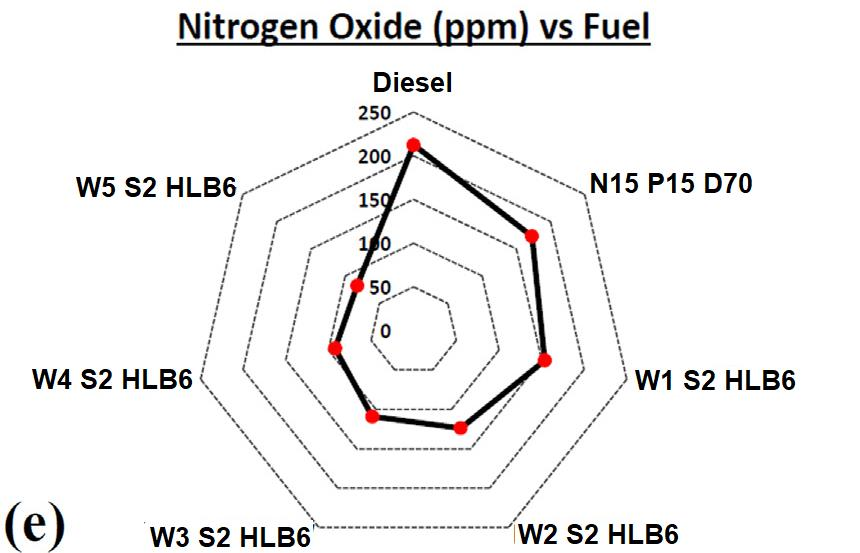 Nitrogen Oxide (ppm) vs Fuel
Diesel
250
200
150
100
50
0
N15 P15 D70
W1 S2 HLB6
W2 S2 HLB6
W3 S2 HLB6
W4 S2 HLB6
W5 S2 HLB6
(e)